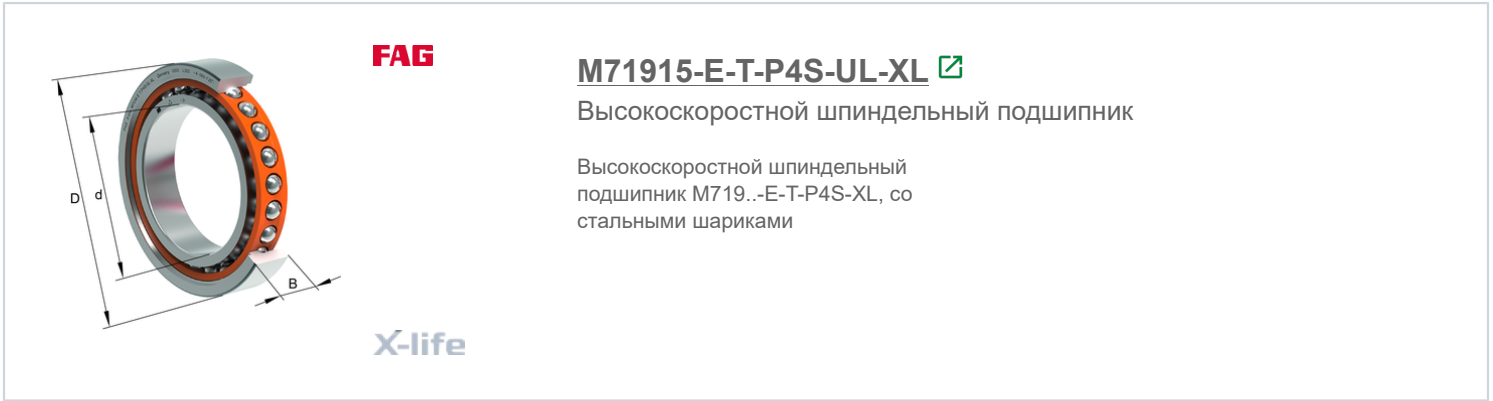 FAG
M71915-E-T-P4S-UL-XL
Высокоскоростной шпиндельный подшипник
Высокоскоростной шпиндельный
подшипник M719..-E-T-P4S-XL, со
стальными шариками
D
d
B
X-life